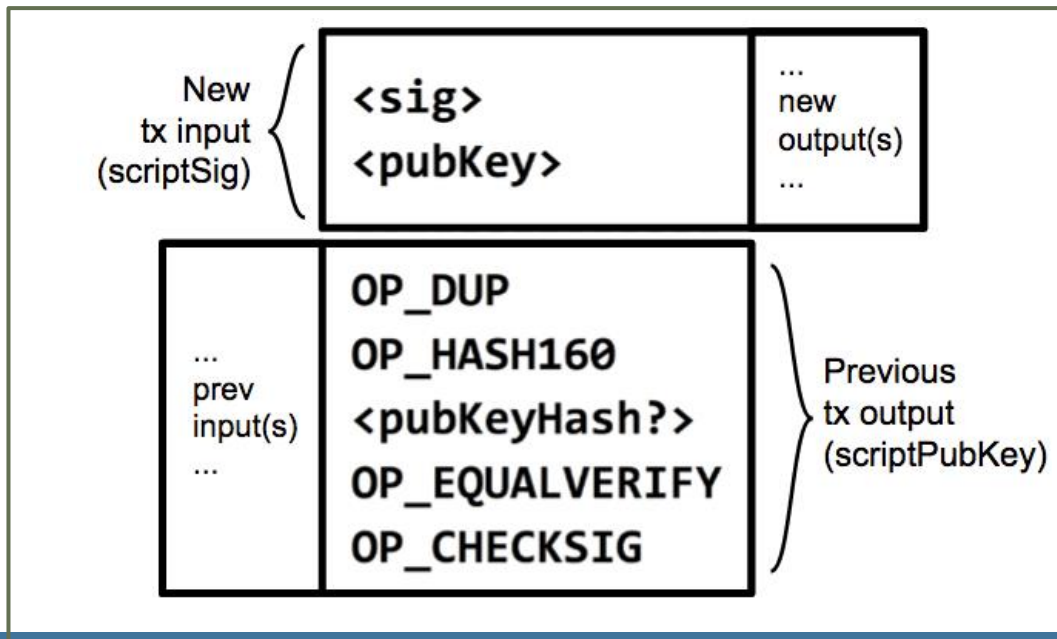 New
tx input
(scriptSig)
<sig>
<pubKey>
...
new
output(s)
...
...
prev
input(s)
...
OP_DUP
OP_HASH160
<pubKeyHash?>
OP_EQUALVERIFY
OP_CHECKSIG
Previous
tx output
(scriptPubKey)